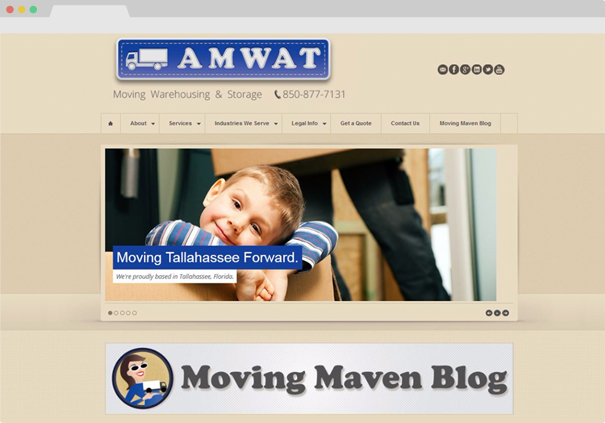 AMWAT
Moving Warehousing & Storage 850-877-7131
About Services Industries We Serve Legal Info Get a Quote Contact Us Moving Maven Blog
Moving Tallahassee Forward.
We're proudly based in Tallahassee, Florida.
Moving Maven Blog